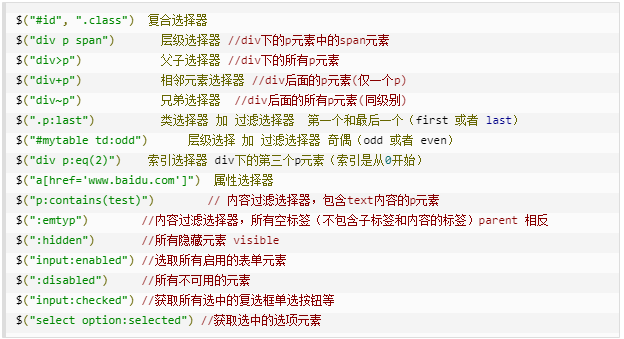 $("#id", ".class")  复合选择器
$("div p span")       层级选择器 //div下的p元素中的span元素
$("div>p")            父子选择器 //div下的所有p元素
$("div+p")            相邻元素选择器 //div后面的p元素(仅一个p)
$("div~p")            兄弟选择器  //div后面的所有p元素(同级别)
$(".p:last")          类选择器 加 过滤选择器  第一个和最后一个（first 或者 last）
$("#mytable td:odd")      层级选择 加 过滤选择器 奇偶（odd 或者 even）
$("div p:eq(2)")    索引选择器 div下的第三个p元素（索引是从0开始）
$("a[href='www.baidu.com']")  属性选择器
$("p:contains(test)")        // 内容过滤选择器，包含text内容的p元素
$(":emtyp")        //内容过滤选择器，所有空标签（不包含子标签和内容的标签）parent 相反
$(":hidden")       //所有隐藏元素 visible
$("input:enabled") //选取所有启用的表单元素
$(":disabled")     //所有不可用的元素
$("input:checked") //获取所有选中的复选框单选按钮等
$("select option:selected") //获取选中的选项元素